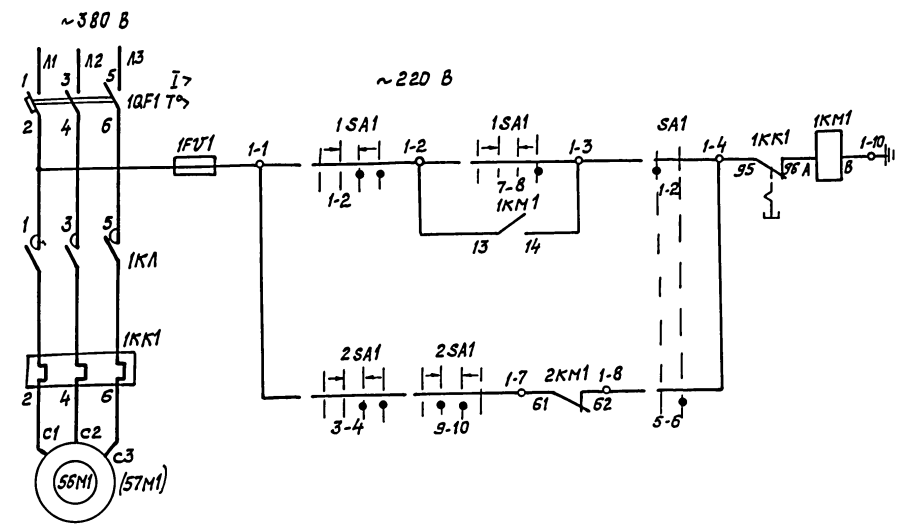 ~380 В
Л1 Л2 Л3
1 3 5
I>
1QF1 T°>
2 4 6
~220 В
1FU1
1-1
1SA1
1-2
1-2
1SA1
7-8
1-3
1КМ1
13 14
SA1
1-2
1-4
1КК1
95 96
1КМ1
А В
1-10
1 3 5
1КЛ
1КК1
2 4 6
С1 С2
С3
56М1 (57М1)
2SA1
3-4
2SA1
9-10
1-7
2КМ1
61 62
1-8
5-6